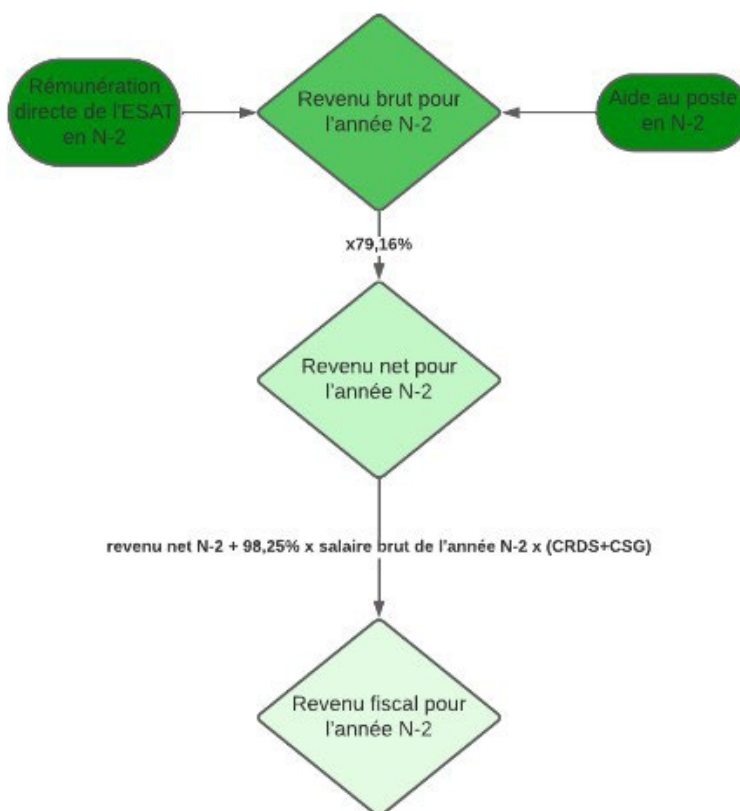 Rémunération
directe de l'ESAT
en N-2
Revenu brut pour
l'année N-2
Aide au poste
en N-2
x79,16%
Revenu net pour
l'année N-2
revenu net N-2 + 98,25% x salaire brut de l'année N-2 x (CRDS+CSG)
Revenu fiscal pour
l'année N-2